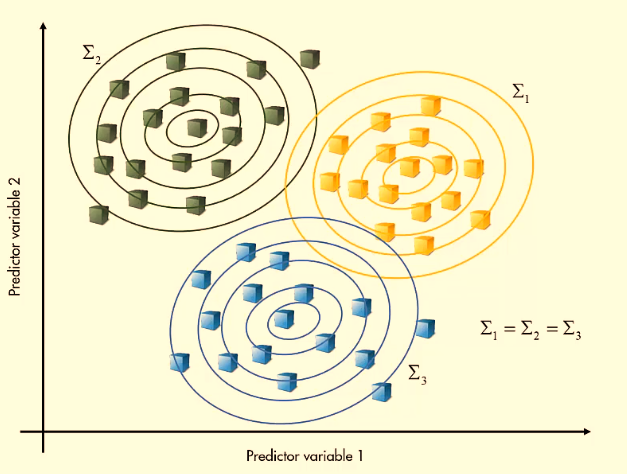 Σ₂
Σ₁
Predictor variable 2
Σ₁ = Σ₂ = Σ₃
Σ₃
Predictor variable 1